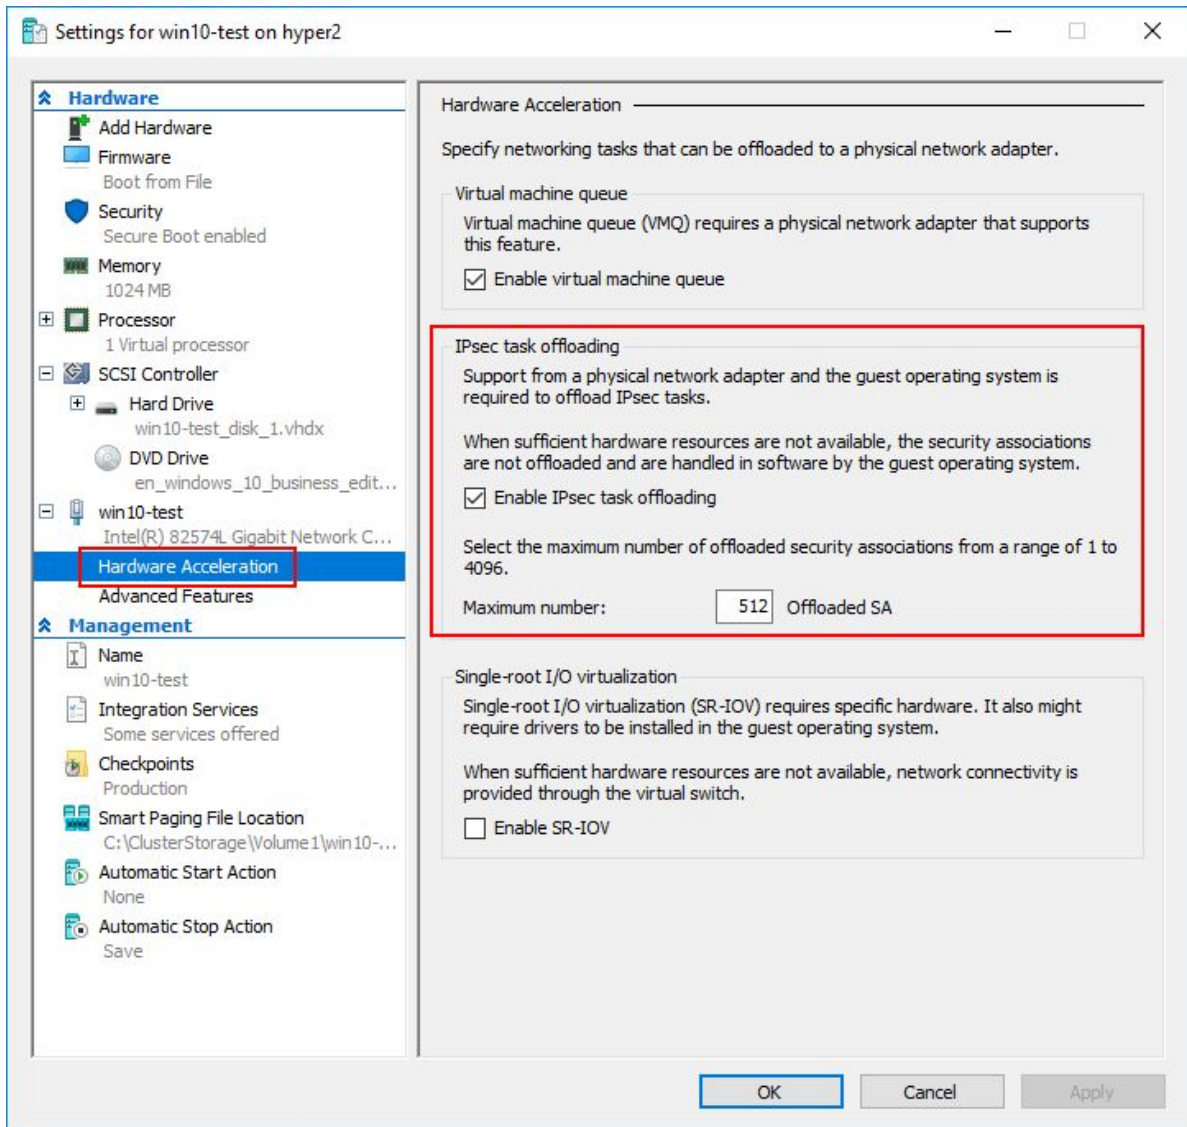 Settings for win10-test on hyper2
Hardware
Add Hardware
Firmware
Boot from File
Security
Secure Boot enabled
Memory
1024 MB
Processor
1 Virtual processor
SCSI Controller
Hard Drive
win10-test_disk_1.vhdx
DVD Drive
en_windows_10_business_edit...
win10-test
Intel(R) 82574L Gigabit Network C...
Hardware Acceleration
Advanced Features
Management
Name
win10-test
Integration Services
Some services offered
Checkpoints
Production
Smart Paging File Location
C:\ClusterStorage\Volume1\win10-...
Automatic Start Action
None
Automatic Stop Action
Save
Hardware Acceleration
Specify networking tasks that can be offloaded to a physical network adapter.
Virtual machine queue
Virtual machine queue (VMQ) requires a physical network adapter that supports
this feature.
Enable virtual machine queue
IPsec task offloading
Support from a physical network adapter and the guest operating system is
required to offload IPsec tasks.
When sufficient hardware resources are not available, the security associations
are not offloaded and are handled in software by the guest operating system.
Enable IPsec task offloading
Select the maximum number of offloaded security associations from a range of 1 to
4096.
Maximum number: 512 Offloaded SA
Single-root I/O virtualization
Single-root I/O virtualization (SR-IOV) requires specific hardware. It also might
require drivers to be installed in the guest operating system.
When sufficient hardware resources are not available, network connectivity is
provided through the virtual switch.
Enable SR-IOV
OK Cancel Apply